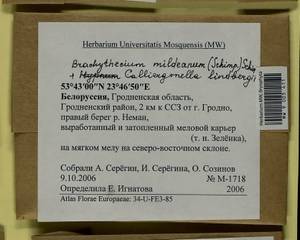 Herbarium Universitatis Mosquensis (MW)
Brachythecium mildeanum (Schimp.) Schimp.
+ Hypnum Calliergonella lindbergii
53°43'00"N 23°46'50"E
Белоруссия, Гродненская область,
Гродненский район, 2 км к ССЗ от г. Гродно,
правый берег р. Неман,
выработанный и затопленный меловой карьер
(т. н. Зелёнка),
на мягком мелу на северо-восточном склоне.
Собрали А. Серёгин, И. Серёгина, О. Созинов
9.10.2006 № M-1718
Определила Е. Игнатова 2006
Atlas Florae Europaeae: 34-U-FE3-85